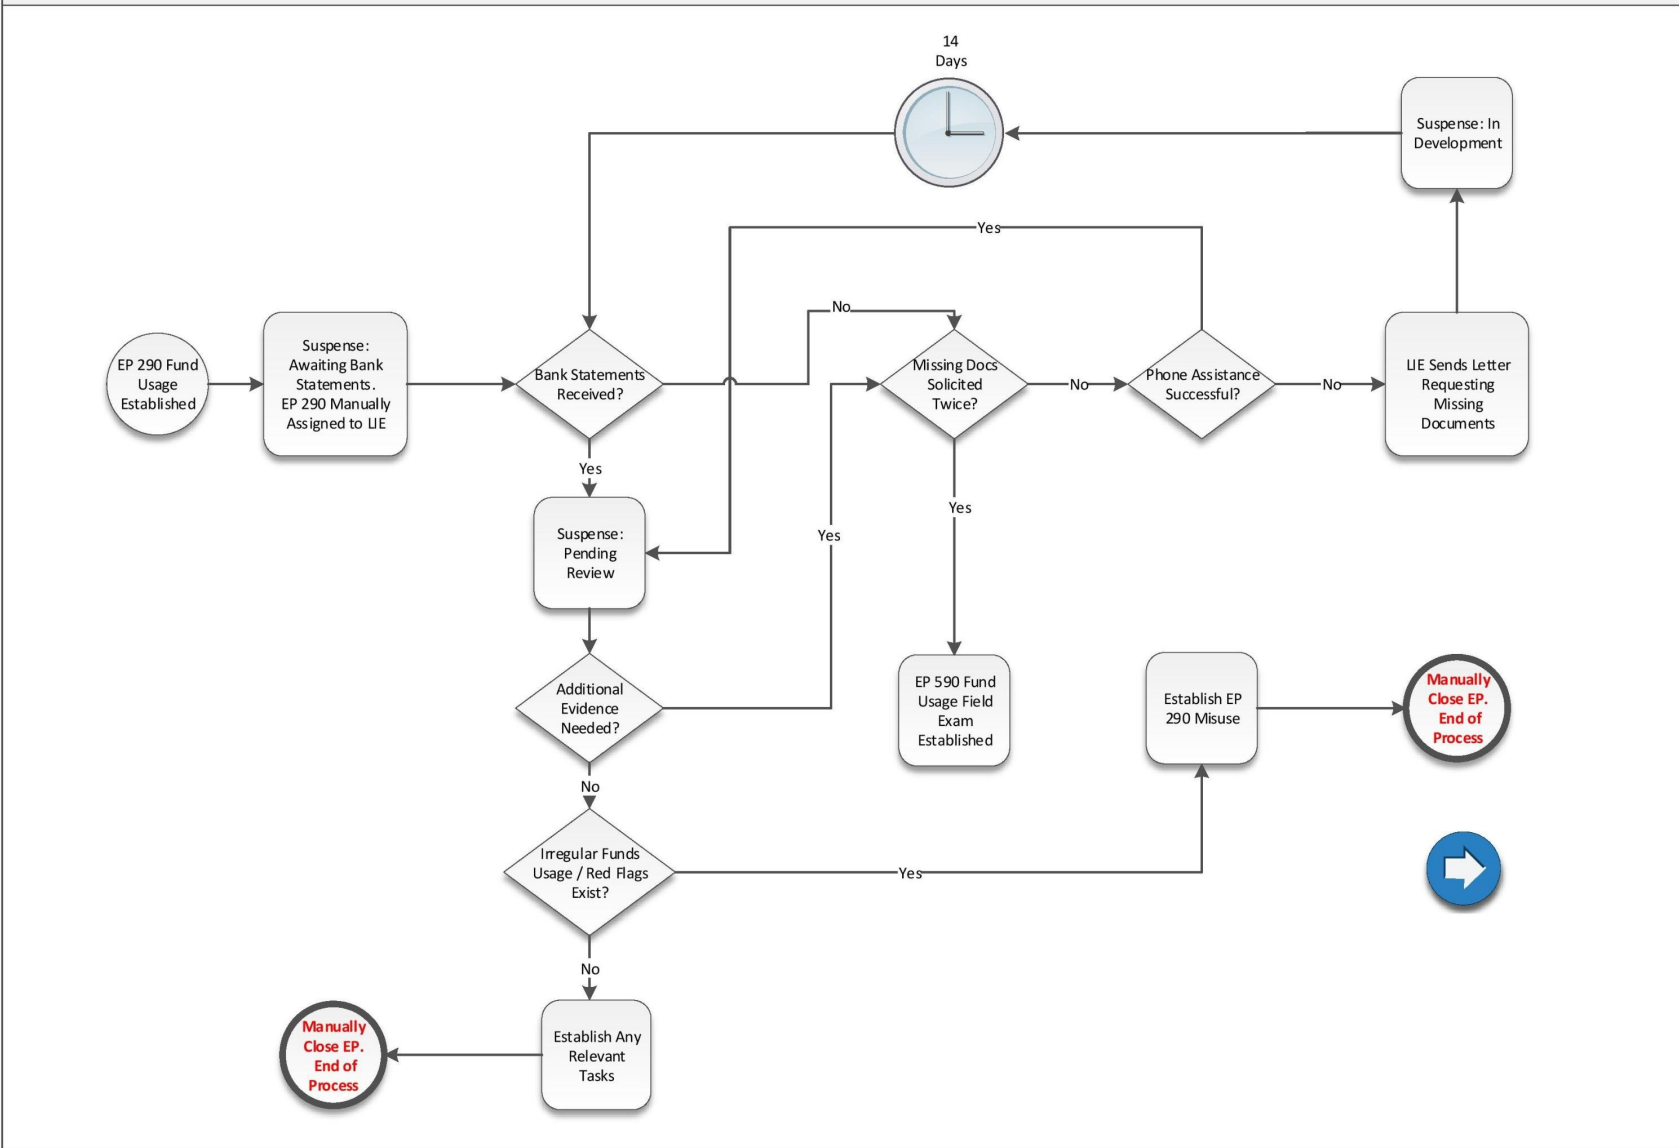 14
Days
Suspense: In
Development
Yes
No
EP 290 Fund
Usage
Established
Suspense:
Awaiting Bank
Statements.
EP 290 Manually
Assigned to LIE
Bank Statements
Received?
Missing Docs
Solicited
Twice?
No
Phone Assistance
Successful?
No
LIE Sends Letter
Requesting
Missing
Documents
Yes
Suspense:
Pending
Review
Yes
Yes
Additional
Evidence
Needed?
EP 590 Fund
Usage Field
Exam
Established
Establish EP
290 Misuse
Manually
Close EP.
End of
Process
No
Irregular Funds
Usage / Red Flags
Exist?
Yes
No
Manually
Close EP.
End of
Process
Establish Any
Relevant
Tasks